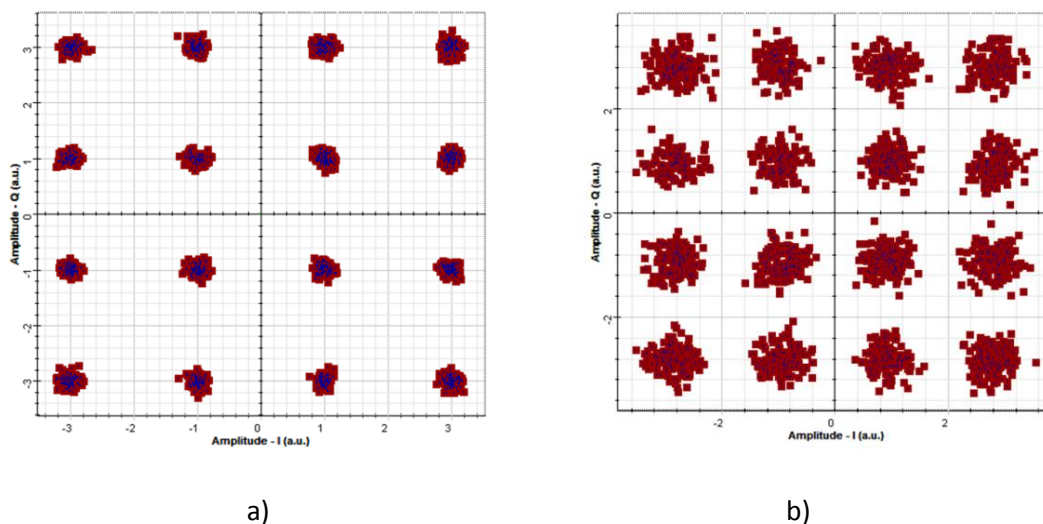 Amplitude - Q (a.u.)
3
2
1
0
-1
-2
-3
-3 -2 -1 0 1 2 3
Amplitude - I (a.u.)
a)
Amplitude - Q (a.u.)
2
0
-2
-2 0 2
Amplitude - I (a.u.)
b)